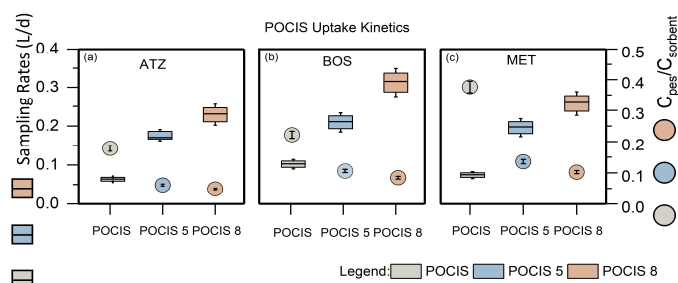 POCIS Uptake Kinetics
Sampling Rates (L/d)
0.4
0.3
0.2
0.1
0.0
(a)
ATZ
POCIS POCIS 5 POCIS 8
(b)
BOS
POCIS POCIS 5 POCIS 8
(c)
MET
POCIS POCIS 5 POCIS 8
0.5
0.4
0.3
0.2
0.1
0.0
Cpes/Csorbent
Legend: POCIS POCIS 5 POCIS 8